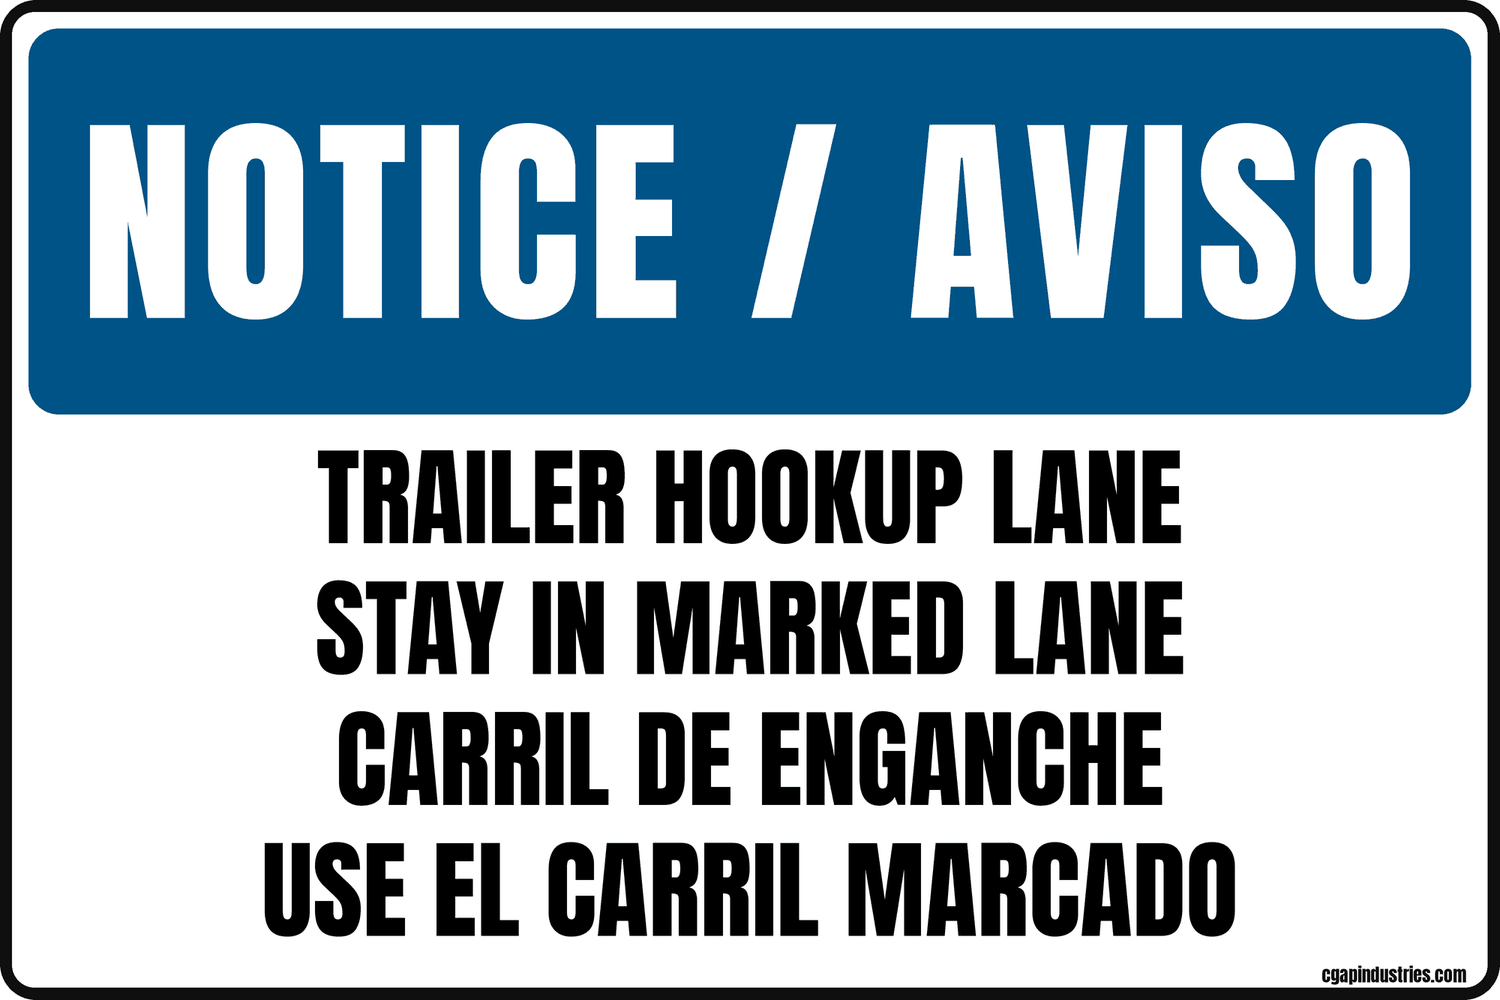 NOTICE / AVISO
TRAILER HOOKUP LANE
STAY IN MARKED LANE
CARRIL DE ENGANCHE
USE EL CARRIL MARCADO
cgapindustries.com